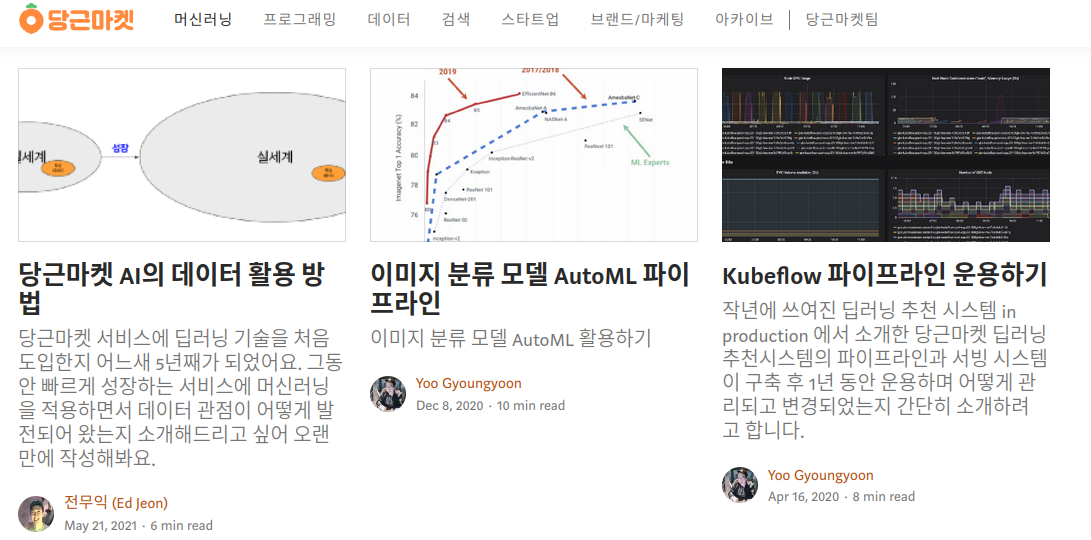 당근마켓
머신러닝 프로그래밍 데이터 검색 스타트업 브랜드/마케팅 아카이브 당근마켓팀
성장
실세계
2019
2017/2018
Imagenet Top 1 Accuracy (%)
84
82
80
78
76
EfficientNet-B6
AmoebaNet-A
AmoebaNet-C
NASNet-A
SENet
ResNeXt-101
Inception-ResNet-v2
Xception
ResNet-101
DenseNet-201
ResNet-50
Inception-v2
ML Experts
당근마켓 AI의 데이터 활용 방
법
당근마켓 서비스에 딥러닝 기술을 처음
도입한지 어느새 5년째가 되었어요. 그동
안 빠르게 성장하는 서비스에 머신러닝
을 적용하면서 데이터 관점이 어떻게 발
전되어 왔는지 소개해드리고 싶어 오랜
만에 작성해봐요.
전무익 (Ed Jeon)
May 21, 2021 · 6 min read
이미지 분류 모델 AutoML 파이
프라인
이미지 분류 모델 AutoML 활용하기
Yoo Gyoungyoon
Dec 8, 2020 · 10 min read
Kubeflow 파이프라인 운용하기
작년에 쓰여진 딥러닝 추천 시스템 in
production 에서 소개한 당근마켓 딥러닝
추천시스템의 파이프라인과 서빙 시스템
이 구축 후 1년 동안 운용하며 어떻게 관
리되고 변경되었는지 간단히 소개하려
고 합니다.
Yoo Gyoungyoon
Apr 16, 2020 · 8 min read